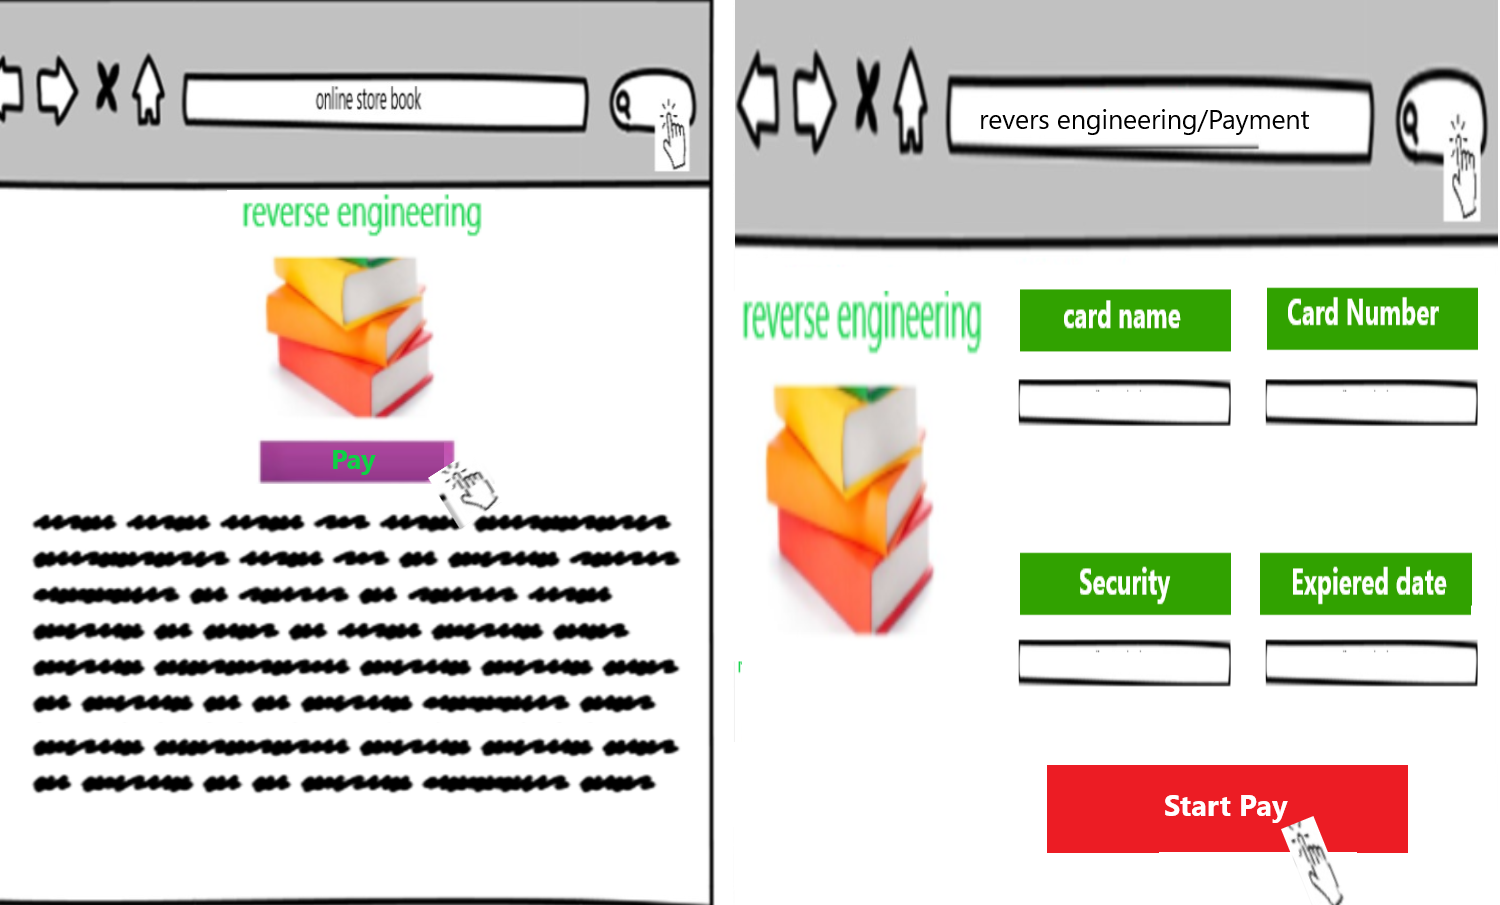 online store book
reverse engineering
Pay
revers engineering/Payment
reverse engineering
card name
Card Number
Security
Expiered date
Start Pay